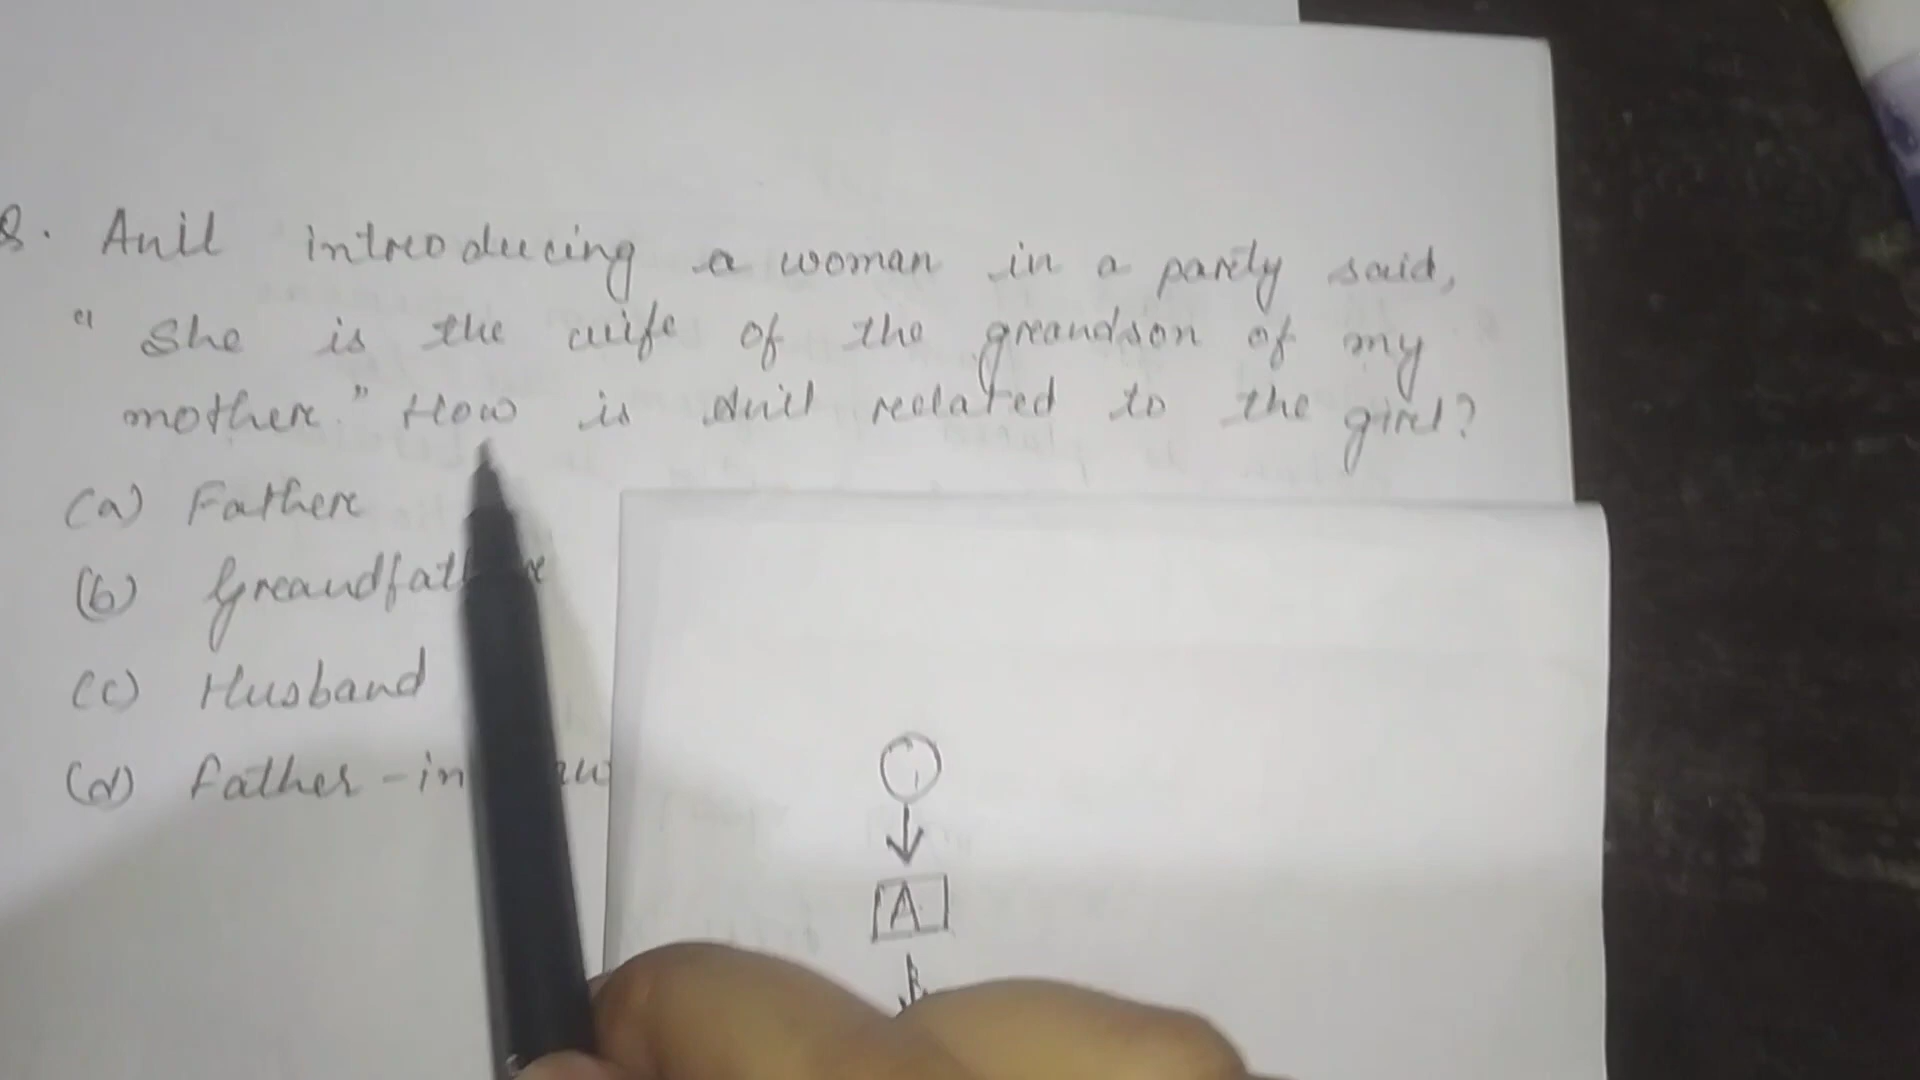 Q. Anil introducing a woman in a party said,
" She is the wife of the grandson of my
mother." How is Anil related to the girl?
(a) Father
(b)
(c) Husband
(d) Father-in
A